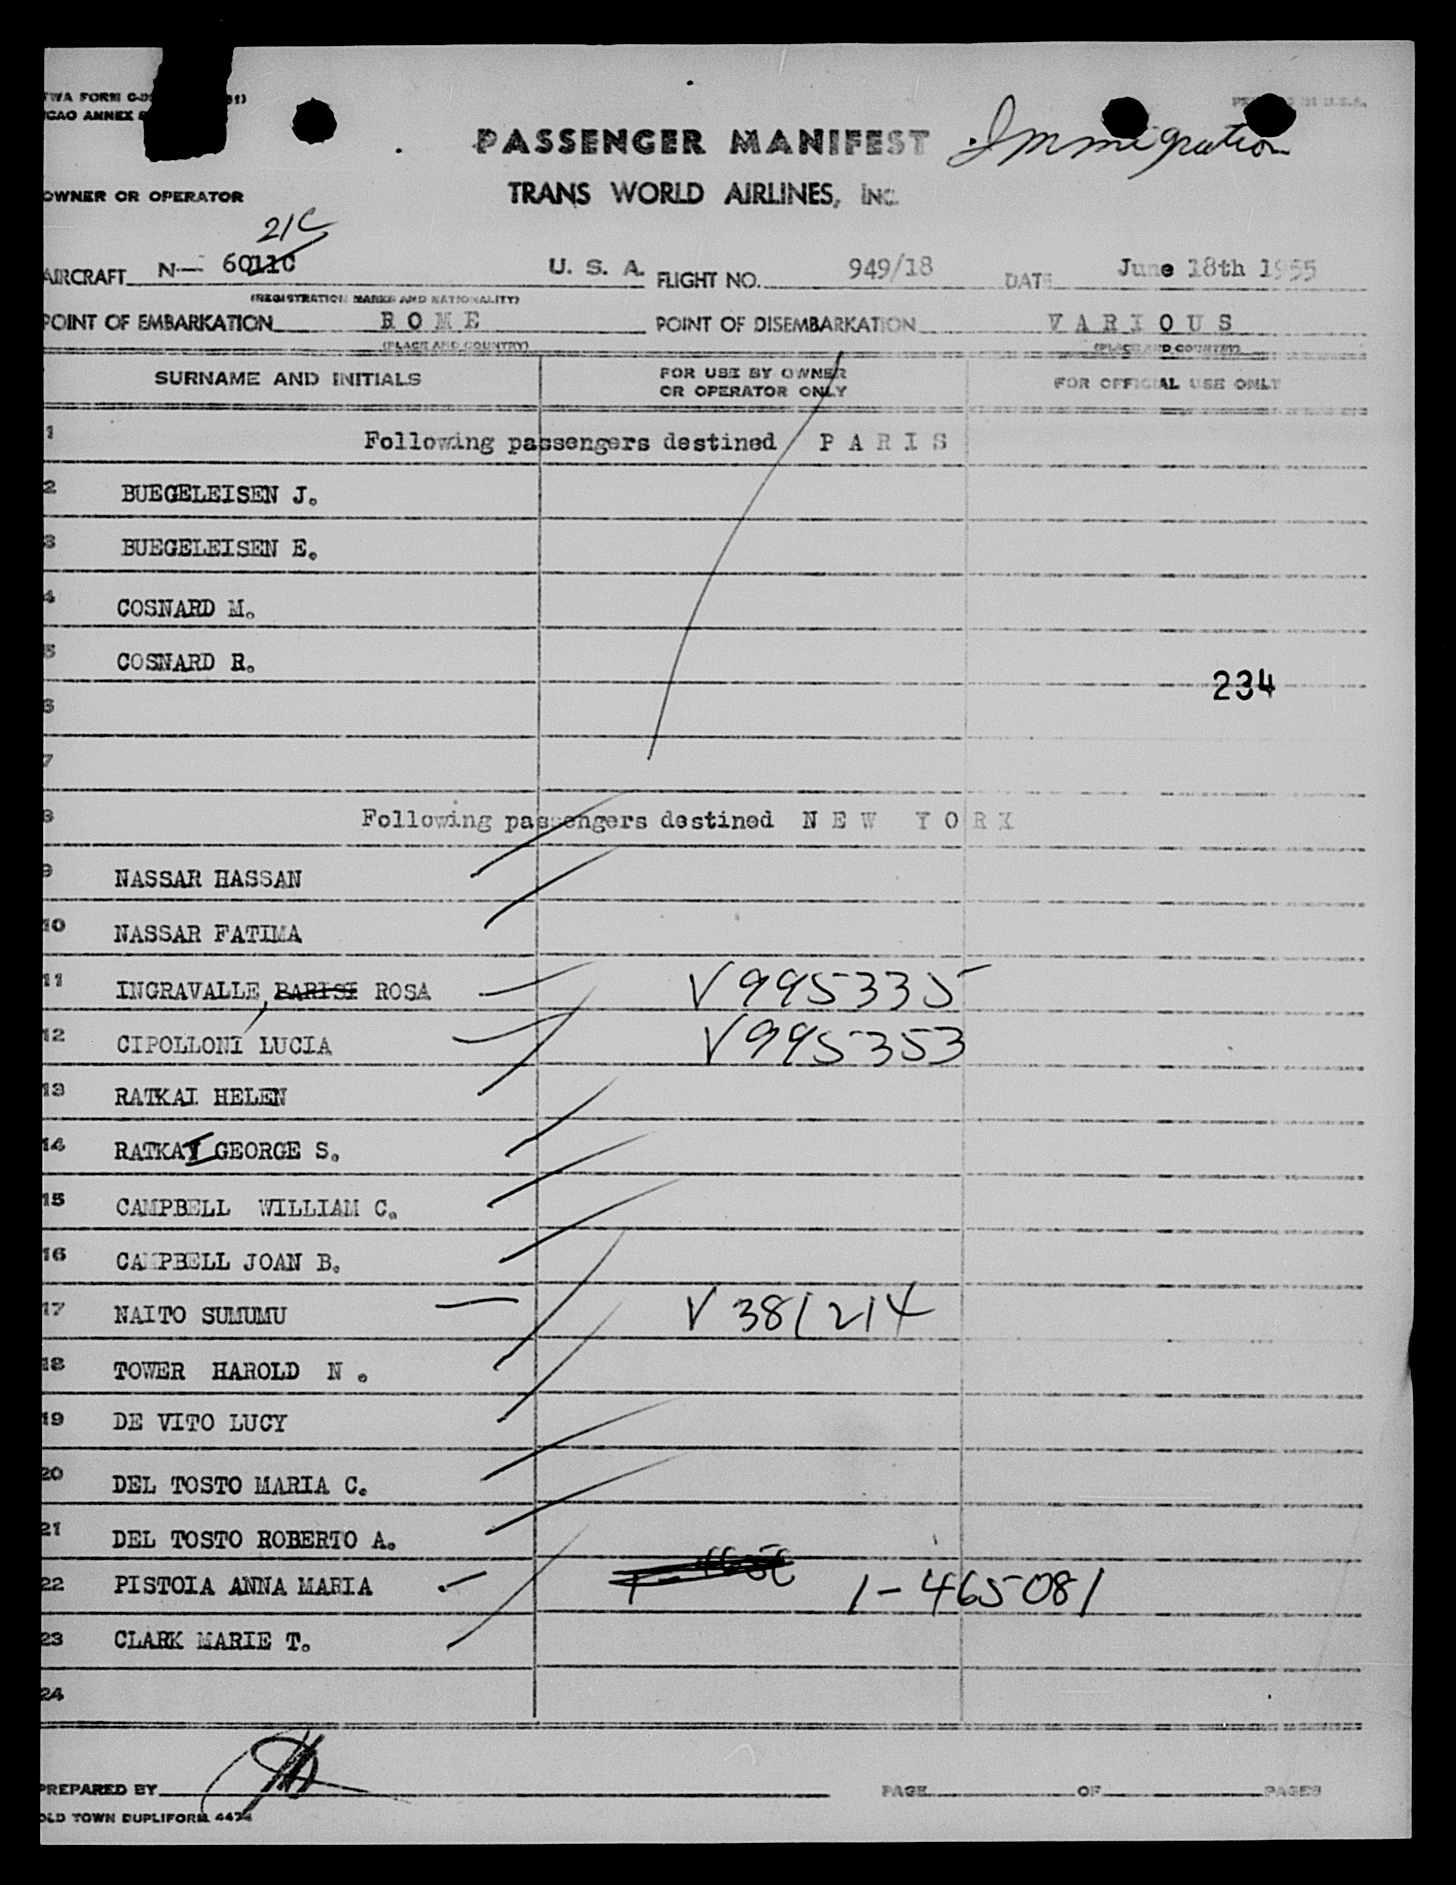 TWA FORM
ICAO ANNEX
PASSENGER MANIFEST
Immigration
TRANS WORLD AIRLINES, INC.
OWNER OR OPERATOR
21C
AIRCRAFT N— 6011C U. S. A. FLIGHT NO. 949/18 DATE June 18th 1955
(REGISTRATION MARKS AND NATIONALITY)
POINT OF EMBARKATION R O M E POINT OF DISEMBARKATION V A R I O U S
(PLACE AND COUNTRY) (PLACE AND COUNTRY)
SURNAME AND INITIALS FOR USE BY OWNER OR OPERATOR ONLY FOR OFFICIAL USE ONLY
1 Following passengers destined P A R I S
2 BUEGELEISEN J.
3 BUEGELEISEN E.
4 COSNARD M.
5 COSNARD R.
234
6
7
8 Following passengers destined N E W Y O R K
9 NASSAR HASSAN
10 NASSAR FATIMA
11 INGRAVALLE, BARISI ROSA V995335
12 CIPOLLONI LUCIA V995353
13 RATKAI HELEN
14 RATKAI GEORGE S.
15 CAMPBELL WILLIAM C.
16 CAMPBELL JOAN B.
17 NAITO SUMUMU V381214
18 TOWER HAROLD N .
19 DE VITO LUCY
20 DEL TOSTO MARIA C.
21 DEL TOSTO ROBERTO A.
22 PISTOIA ANNA MARIA 1-465081
23 CLARK MARIE T.
24
PREPARED BY PAGE OF PAGES
OLD TOWN DUPLIFORM 4474